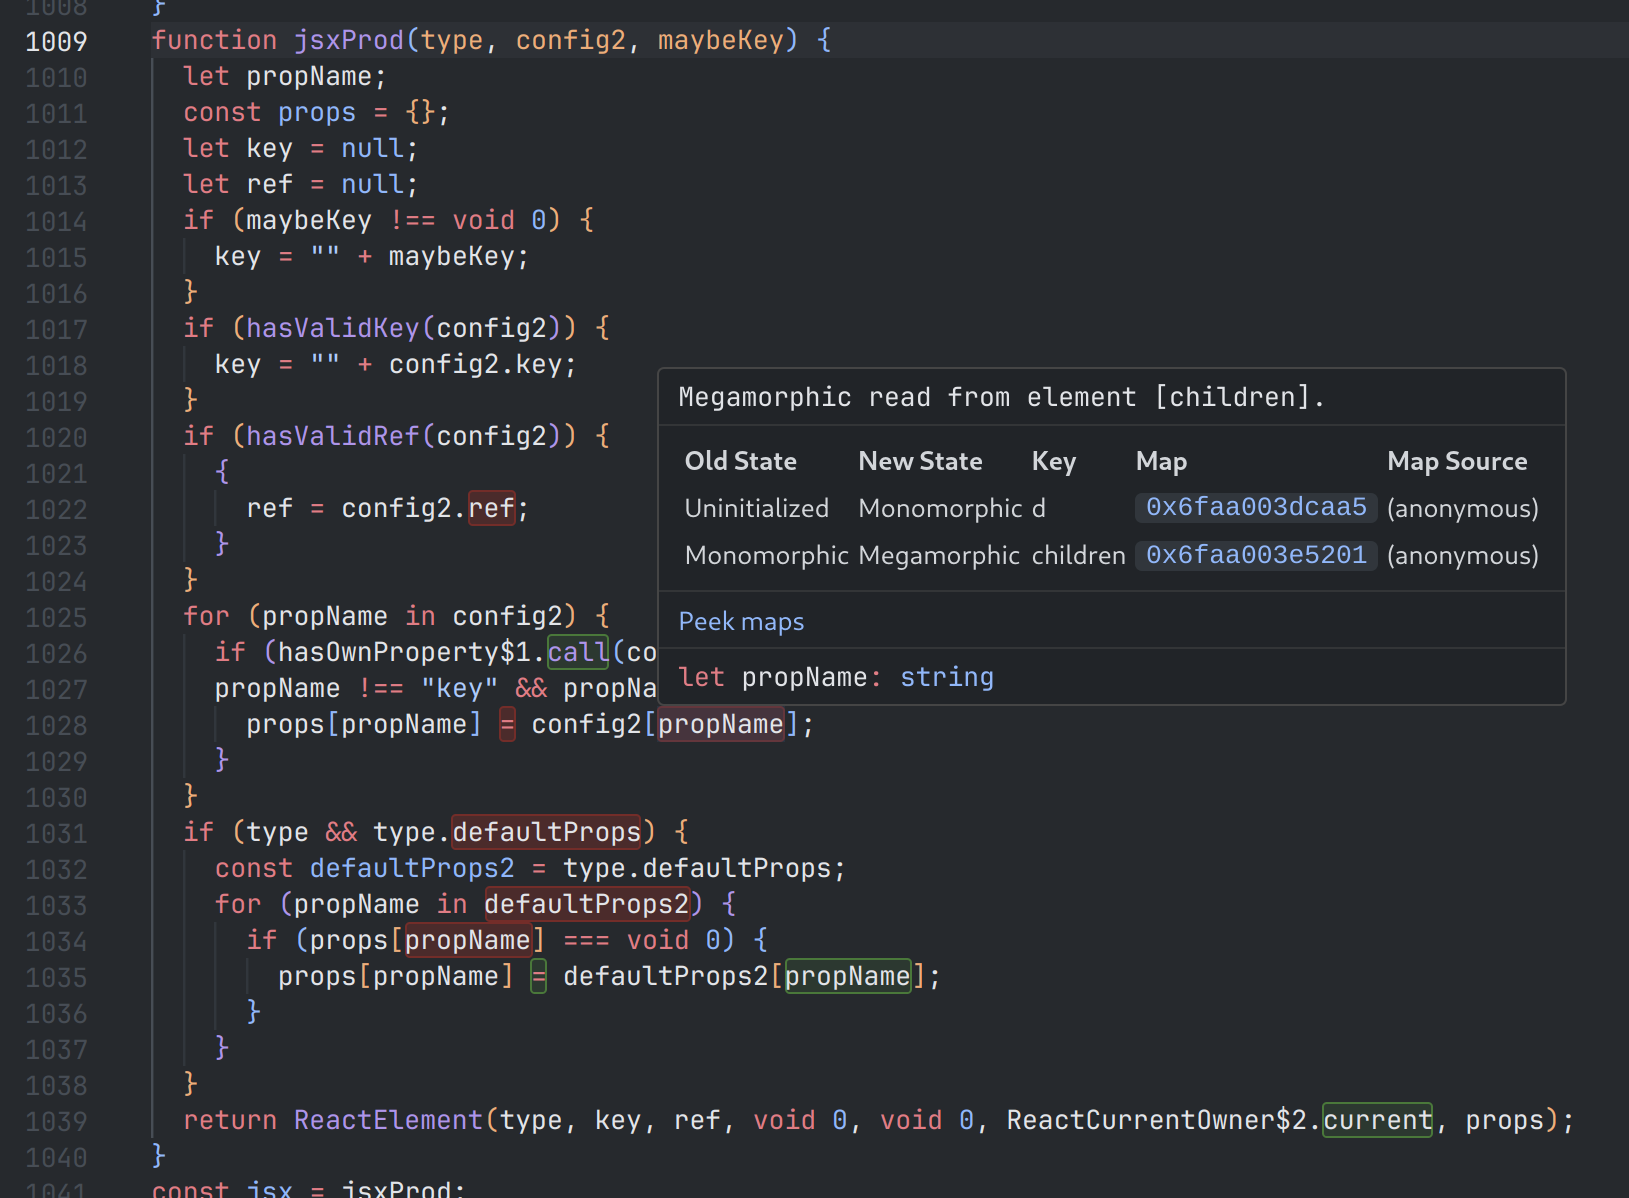 1008    }
1009    function jsxProd(type, config2, maybeKey) {
1010      let propName;
1011      const props = {};
1012      let key = null;
1013      let ref = null;
1014      if (maybeKey !== void 0) {
1015        key = "" + maybeKey;
1016      }
1017      if (hasValidKey(config2)) {
1018        key = "" + config2.key;
1019      }
1020      if (hasValidRef(config2)) {
1021        {
1022          ref = config2.ref;
1023        }
1024      }
1025      for (propName in config2) {
1026        if (hasOwnProperty$1.call(co
1027        propName !== "key" && propNa
1028          props[propName] = config2[propName];
1029        }
1030      }
1031      if (type && type.defaultProps) {
1032        const defaultProps2 = type.defaultProps;
1033        for (propName in defaultProps2) {
1034          if (props[propName] === void 0) {
1035            props[propName] = defaultProps2[propName];
1036          }
1037        }
1038      }
1039      return ReactElement(type, key, ref, void 0, void 0, ReactCurrentOwner$2.current, props);
1040    }
1041    const jsx = jsxProd;
Megamorphic read from element [children].
Old State New State Key Map Map Source
Uninitialized Monomorphic d 0x6faa003dcaa5 (anonymous)
Monomorphic Megamorphic children 0x6faa003e5201 (anonymous)
Peek maps
let propName: string